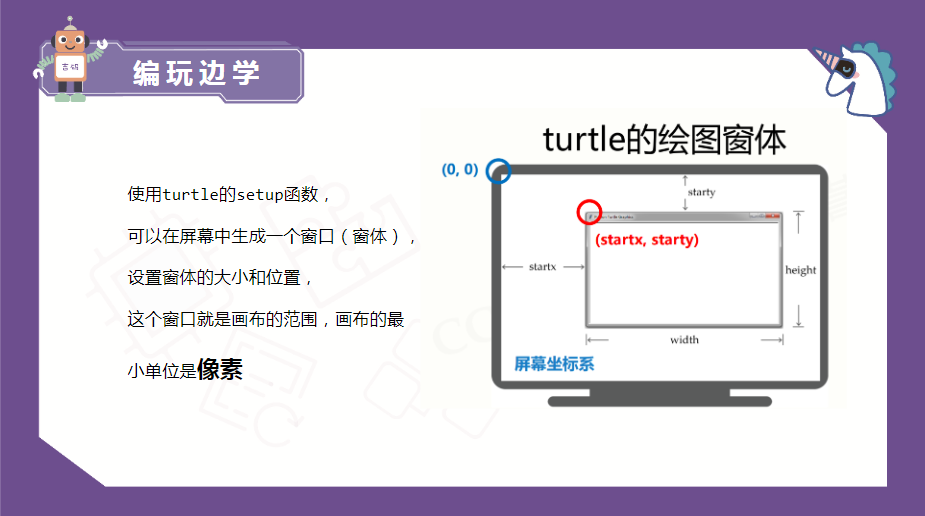 编玩边学
使用turtle的setup函数，
可以在屏幕中生成一个窗口（窗体），
设置窗体的大小和位置，
这个窗口就是画布的范围，画布的最
小单位是像素
turtle的绘图窗体
(0, 0)
starty
(startx, starty)
startx
height
width
屏幕坐标系